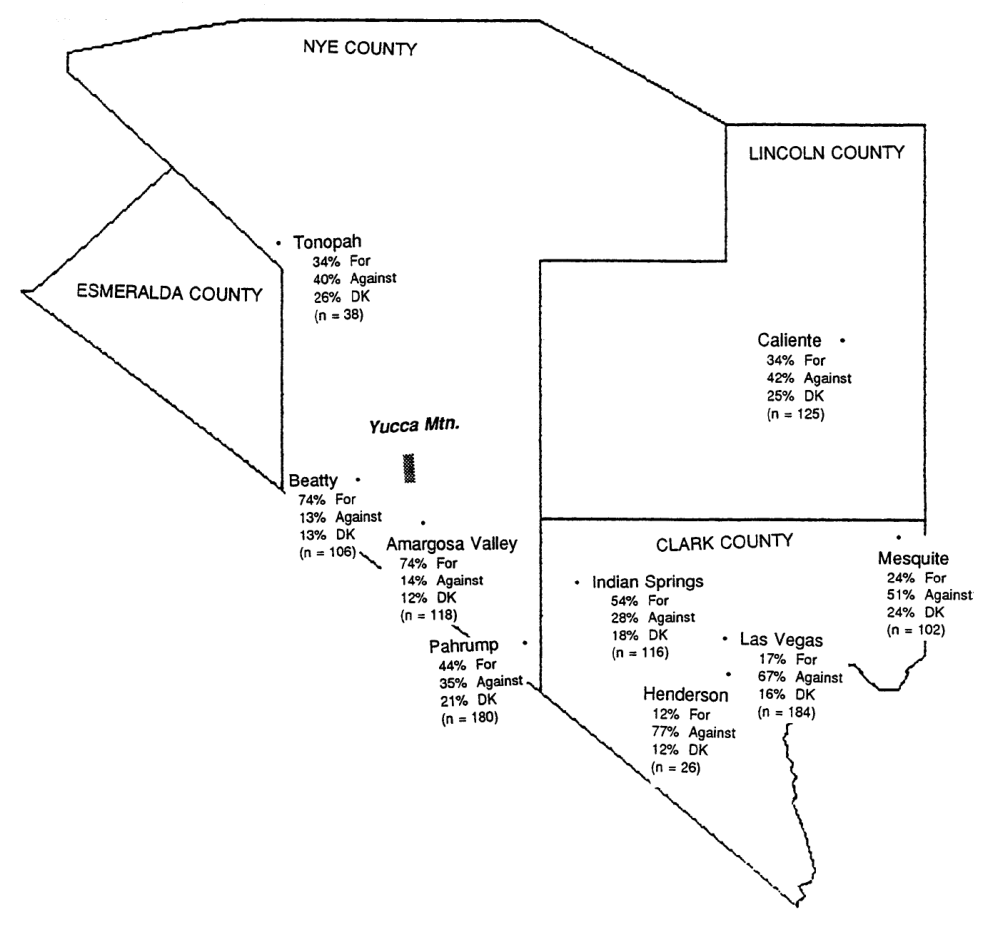 NYE COUNTY
LINCOLN COUNTY
Tonopah
34% For
40% Against
26% DK
(n = 38)
ESMERALDA COUNTY
Caliente
34% For
42% Against
25% DK
(n = 125)
Yucca Mtn.
Beatty
74% For
13% Against
13% DK
(n = 106)
Amargosa Valley
74% For
14% Against
12% DK
(n = 118)
Pahrump
44% For
35% Against
21% DK
(n = 180)
CLARK COUNTY
Indian Springs
54% For
28% Against
18% DK
(n = 116)
Mesquite
24% For
51% Against
24% DK
(n = 102)
Las Vegas
17% For
67% Against
16% DK
(n = 184)
Henderson
12% For
77% Against
12% DK
(n = 26)